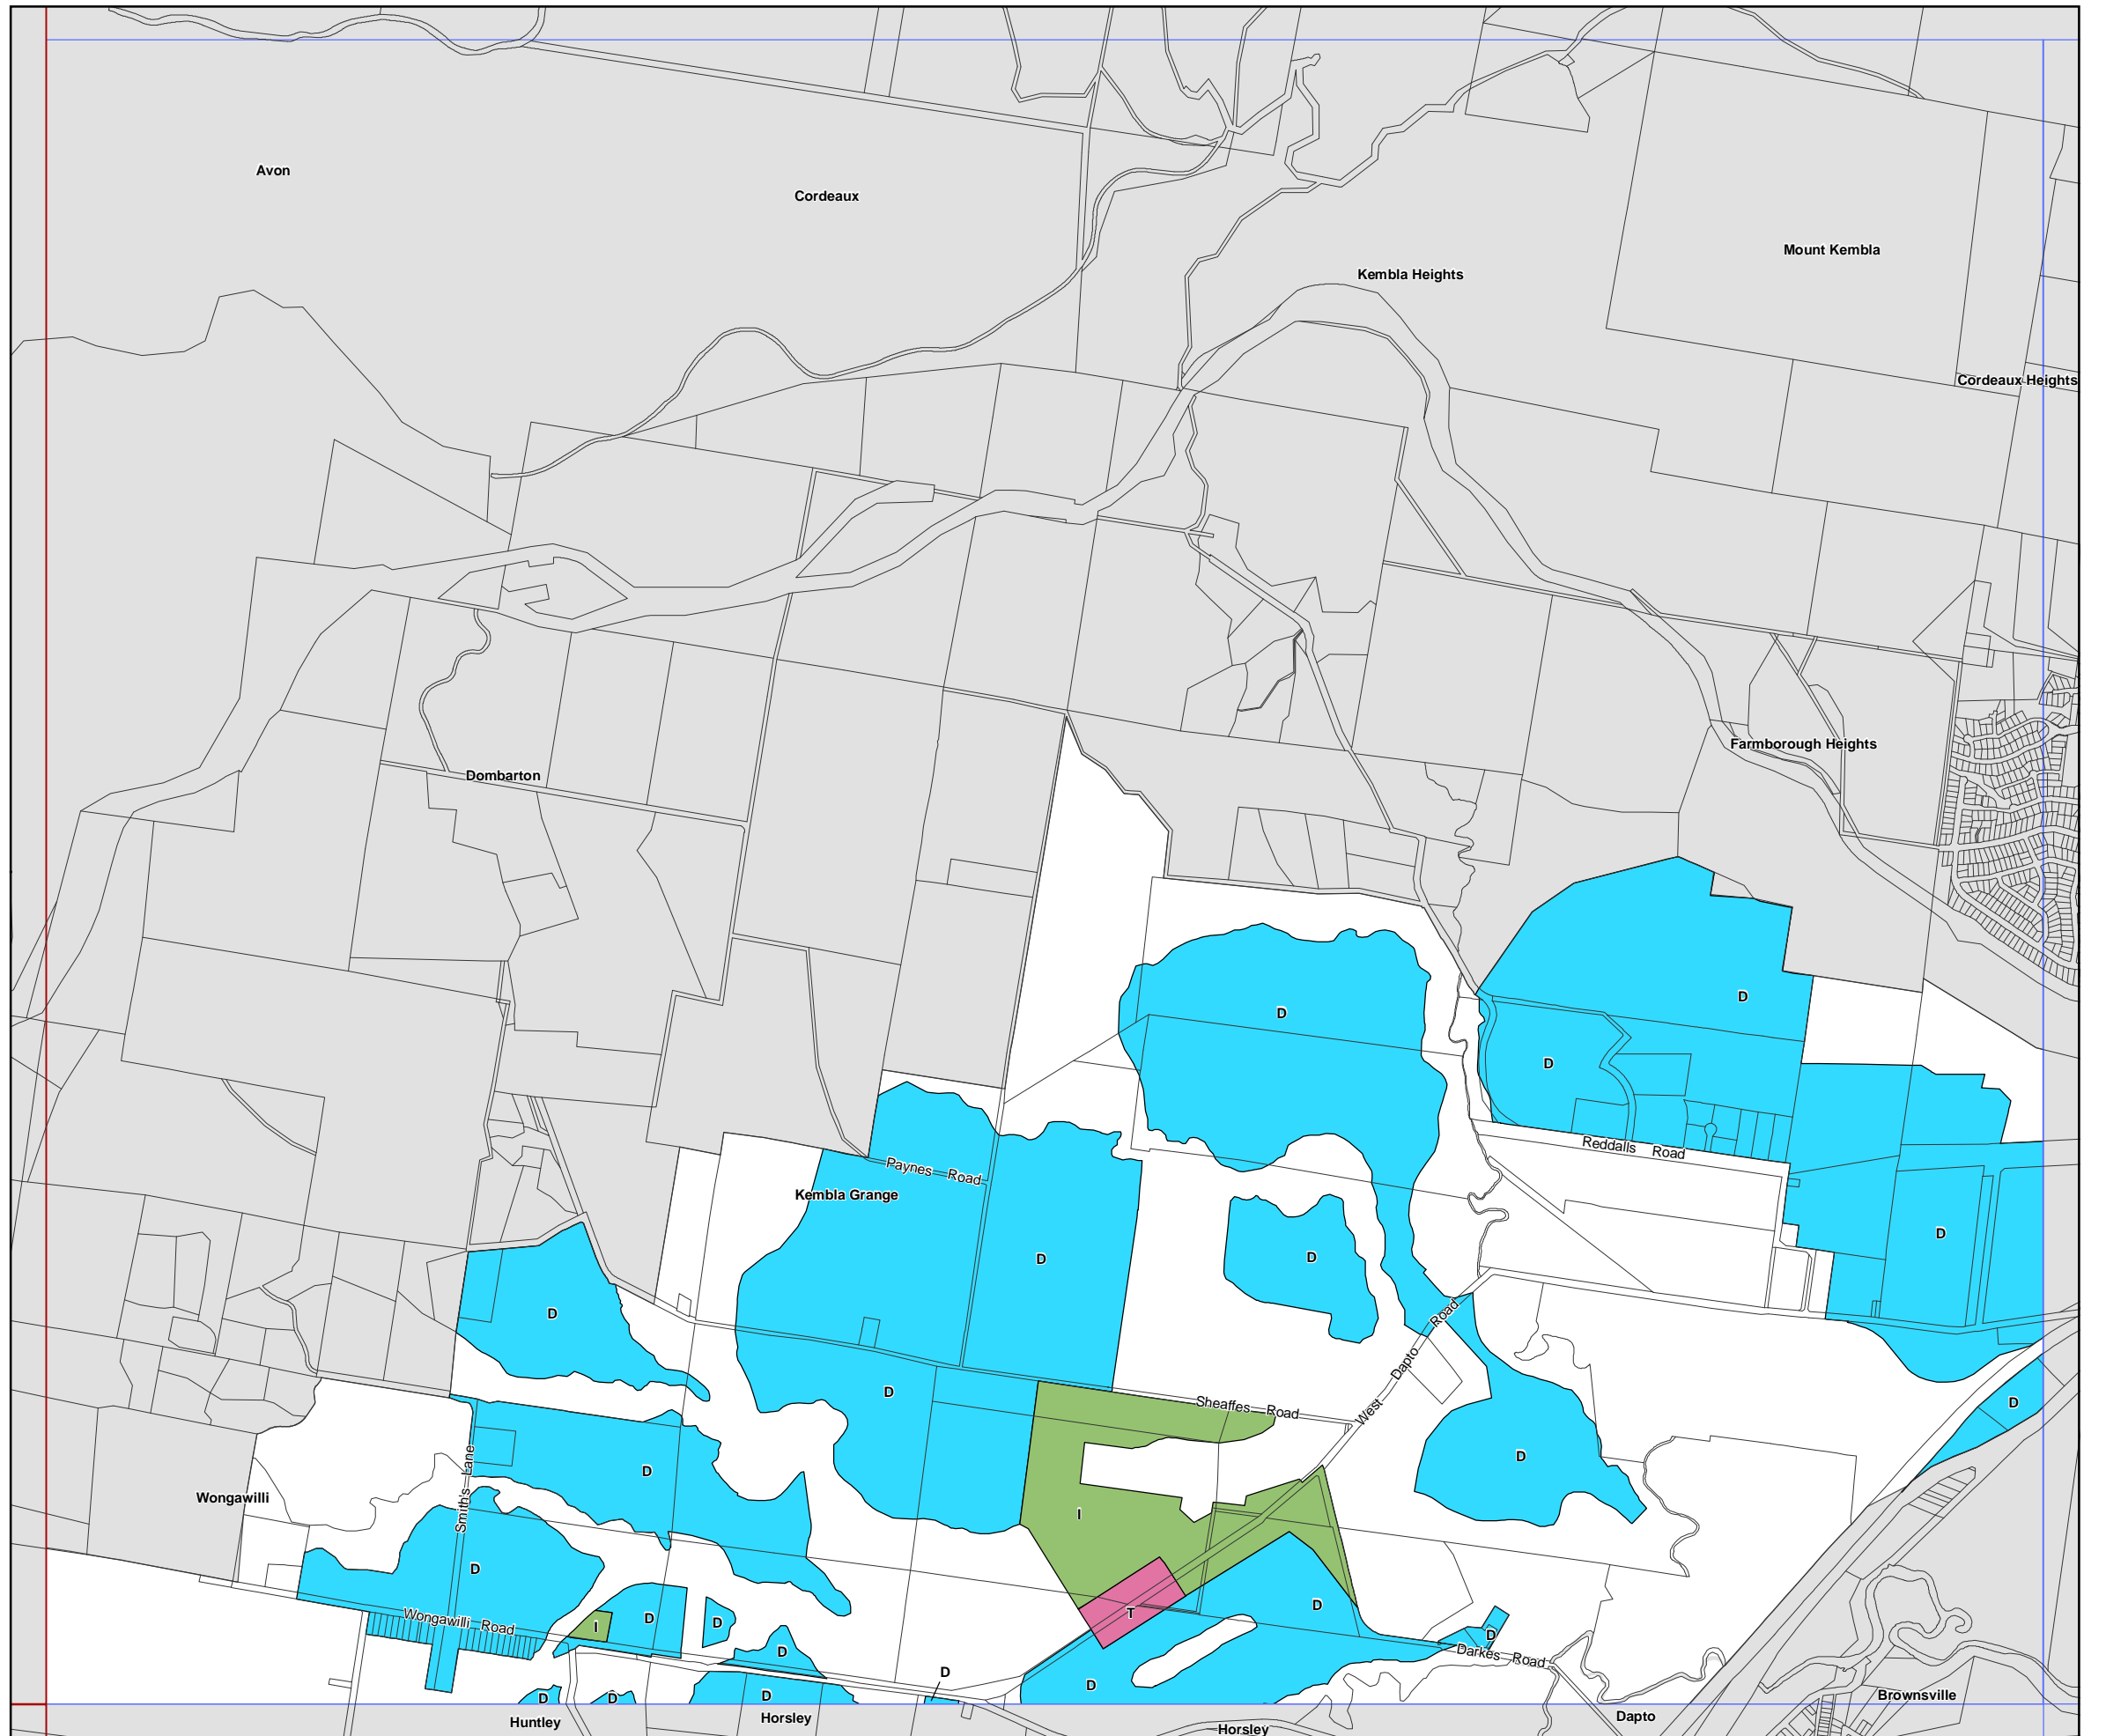 Avon
Cordeaux
Mount Kembla
Kembla Heights
Cordeaux Heights
Farmborough Heights
Dombarton
D
D
D
Reddalls Road
Paynes Road
Kembla Grange
D
D
D
D
West Dapto Road
D
D
Sheaffes Road
D
D
D
Smith's Lane
Wongawilli
I
D
D
T
Wongawilli Road
I
D
D
D
D
Darkes Road
D
D
D
D
D
D
Brownsville
Huntley
Horsley
Dapto
Horsley